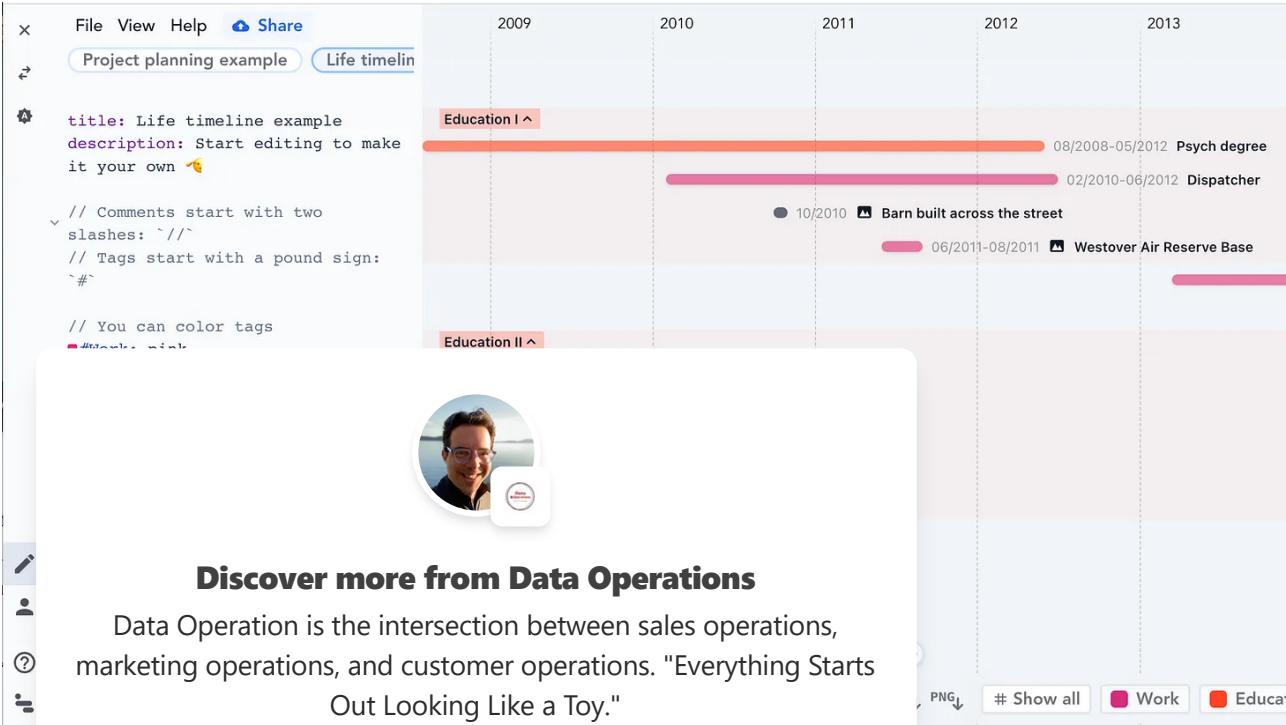 File View Help Share
Project planning example
Life timelin
title: Life timeline example
description: Start editing to make
it your own 🫳
// Comments start with two
slashes: `//`
// Tags start with a pound sign:
`#`
// You can color tags
#Work: pink
2009 2010 2011 2012 2013
Education I
08/2008-05/2012 Psych degree
02/2010-06/2012 Dispatcher
10/2010 Barn built across the street
06/2011-08/2011 Westover Air Reserve Base
Education II
Discover more from Data Operations
Data Operation is the intersection between sales operations,
marketing operations, and customer operations. "Everything Starts
Out Looking Like a Toy."
PNG
# Show all
Work
Educa